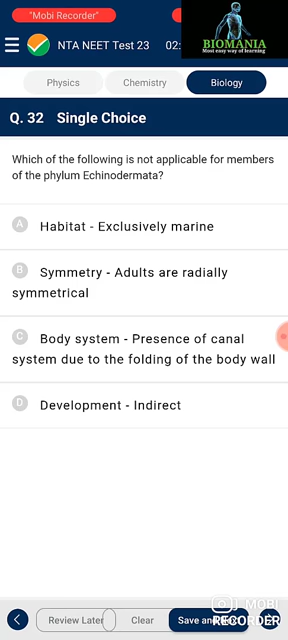 "Mobi Recorder"
BIOMANIA
Most easy way of learning
NTA NEET Test 23
02:
Physics
Chemistry
Biology
Q. 32 Single Choice
Which of the following is not applicable for members
of the phylum Echinodermata?
A Habitat - Exclusively marine
B Symmetry - Adults are radially
symmetrical
C Body system - Presence of canal
system due to the folding of the body wall
D Development - Indirect
Review Later
Clear
Save and
MOBI
RECORDER